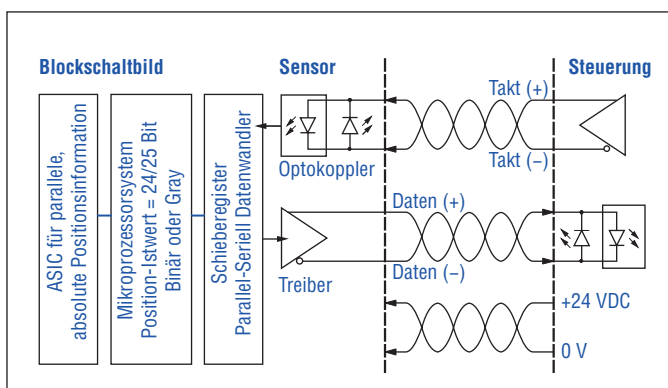 Blockschaltbild
Sensor
Steuerung
ASIC für parallele,
absolute Positionsinformation
Mikroprozessorsystem
Position-Istwert = 24/25 Bit
Binär oder Gray
Schieberegister
Parallel-Seriell Datenwandler
Optokoppler
Treiber
Takt (+)
Takt (−)
Daten (+)
Daten (−)
+24 VDC
0 V